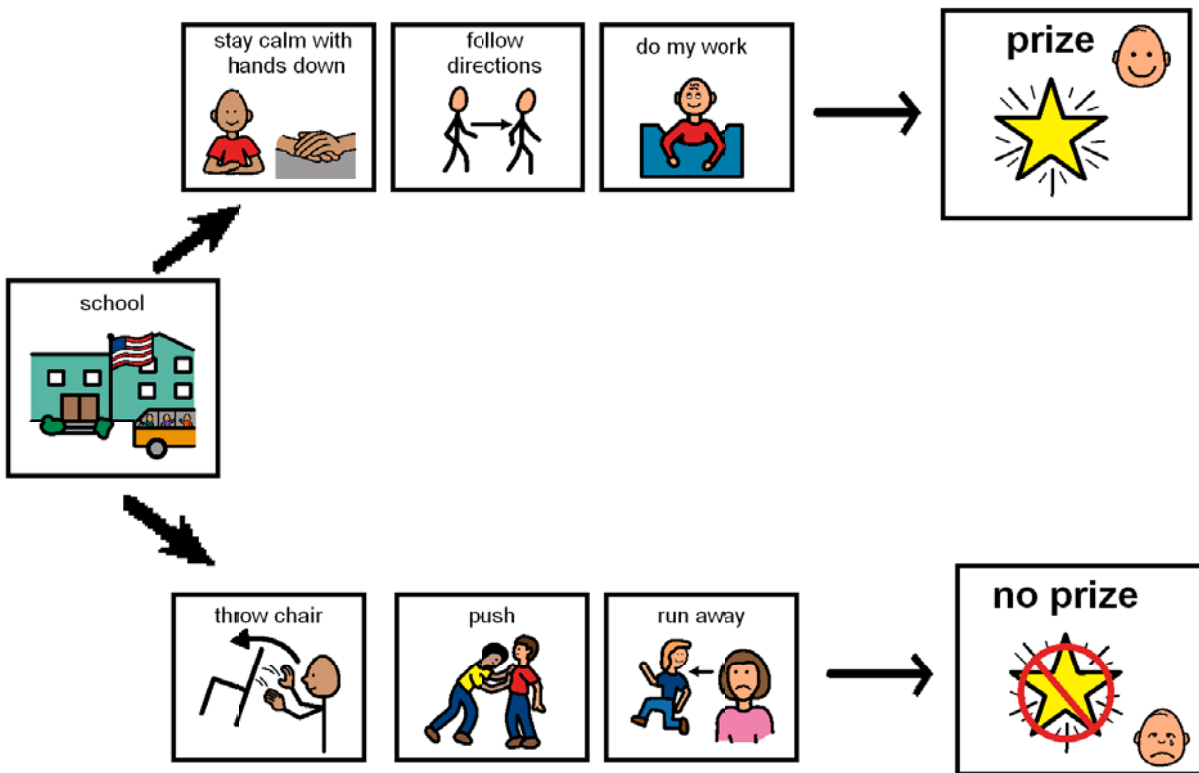 stay calm with
hands down
follow
directions
do my work
prize
school
throw chair
push
run away
no prize